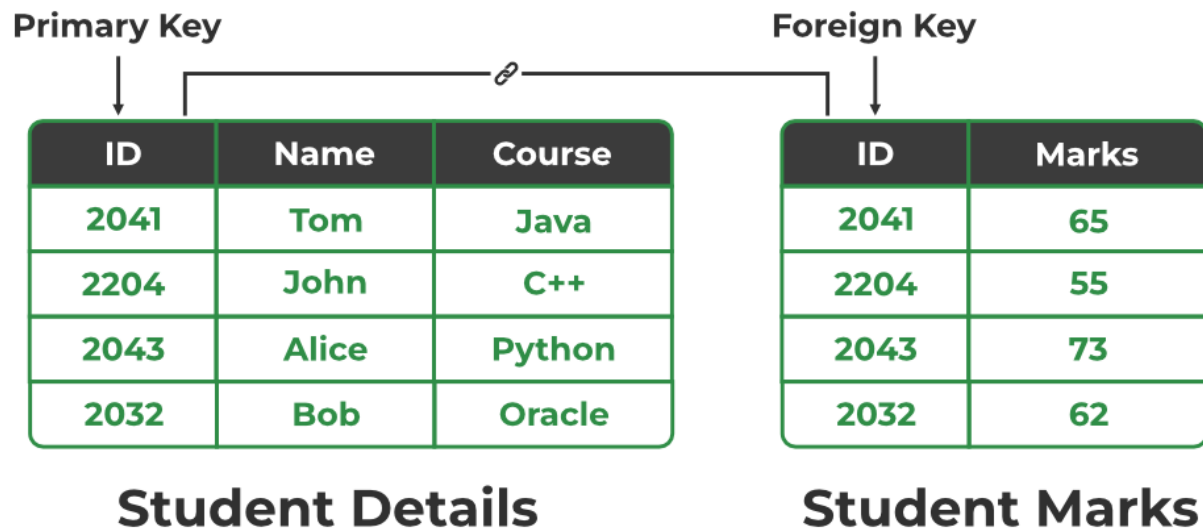 Primary Key
Foreign Key
ID Name Course
2041 Tom Java
2204 John C++
2043 Alice Python
2032 Bob Oracle
Student Details
ID Marks
2041 65
2204 55
2043 73
2032 62
Student Marks